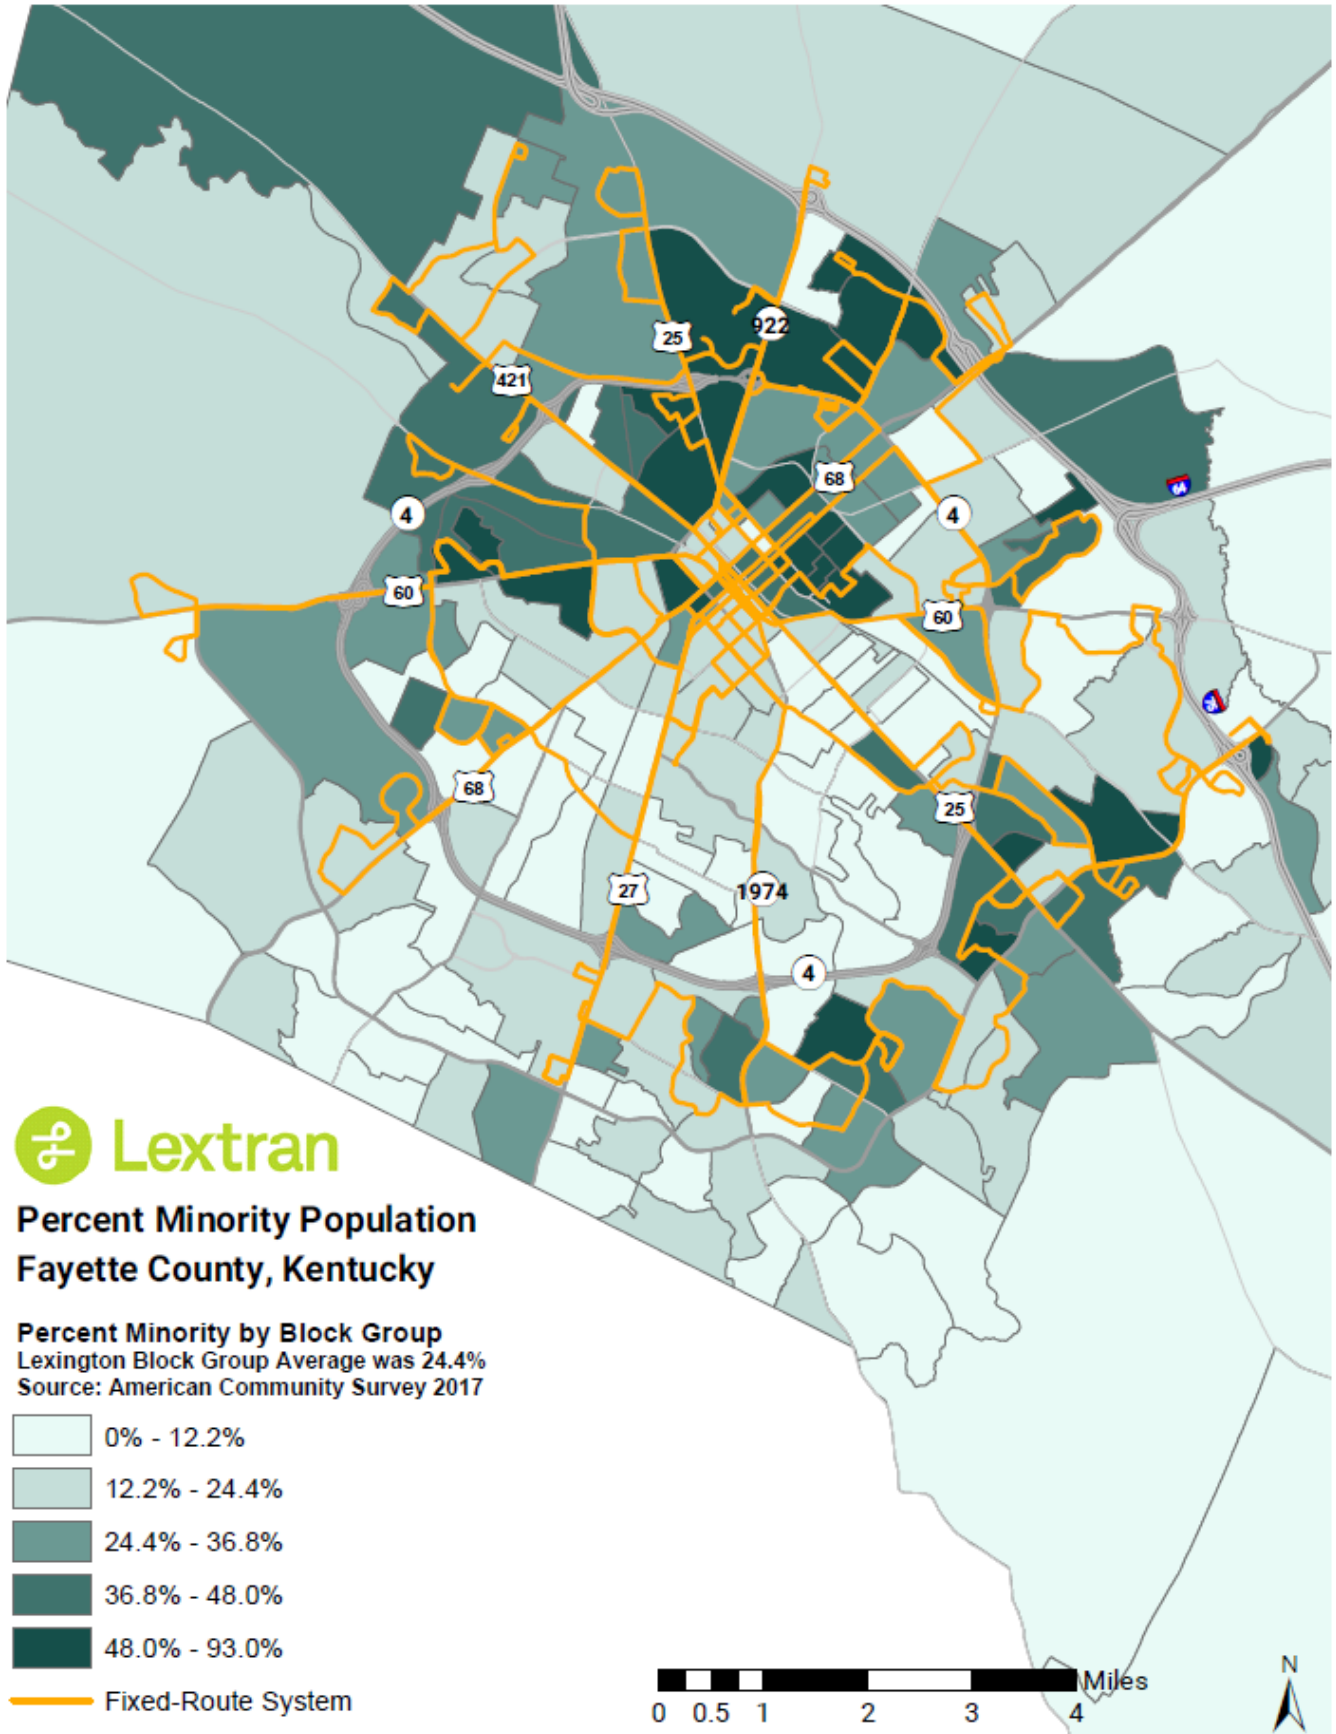 922
25
421
68
64
4
4
60
60
75
68
25
27
1974
4
Lextran
Percent Minority Population
Fayette County, Kentucky
Percent Minority by Block Group
Lexington Block Group Average was 24.4%
Source: American Community Survey 2017
0% - 12.2%
12.2% - 24.4%
24.4% - 36.8%
36.8% - 48.0%
48.0% - 93.0%
Fixed-Route System
Miles
0 0.5 1 2 3 4
N